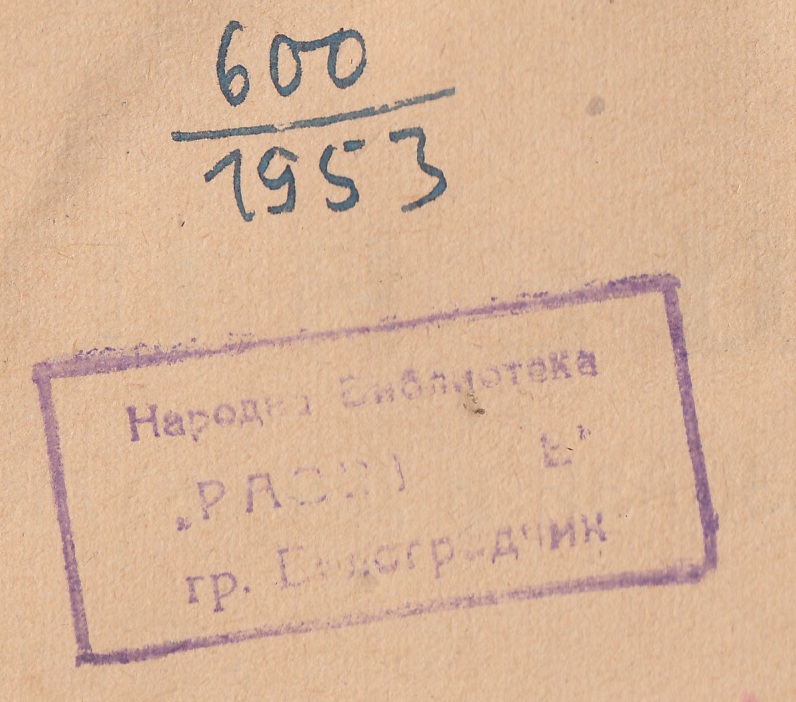 600
1953
Народна Библиотека
гр. Белоградчик